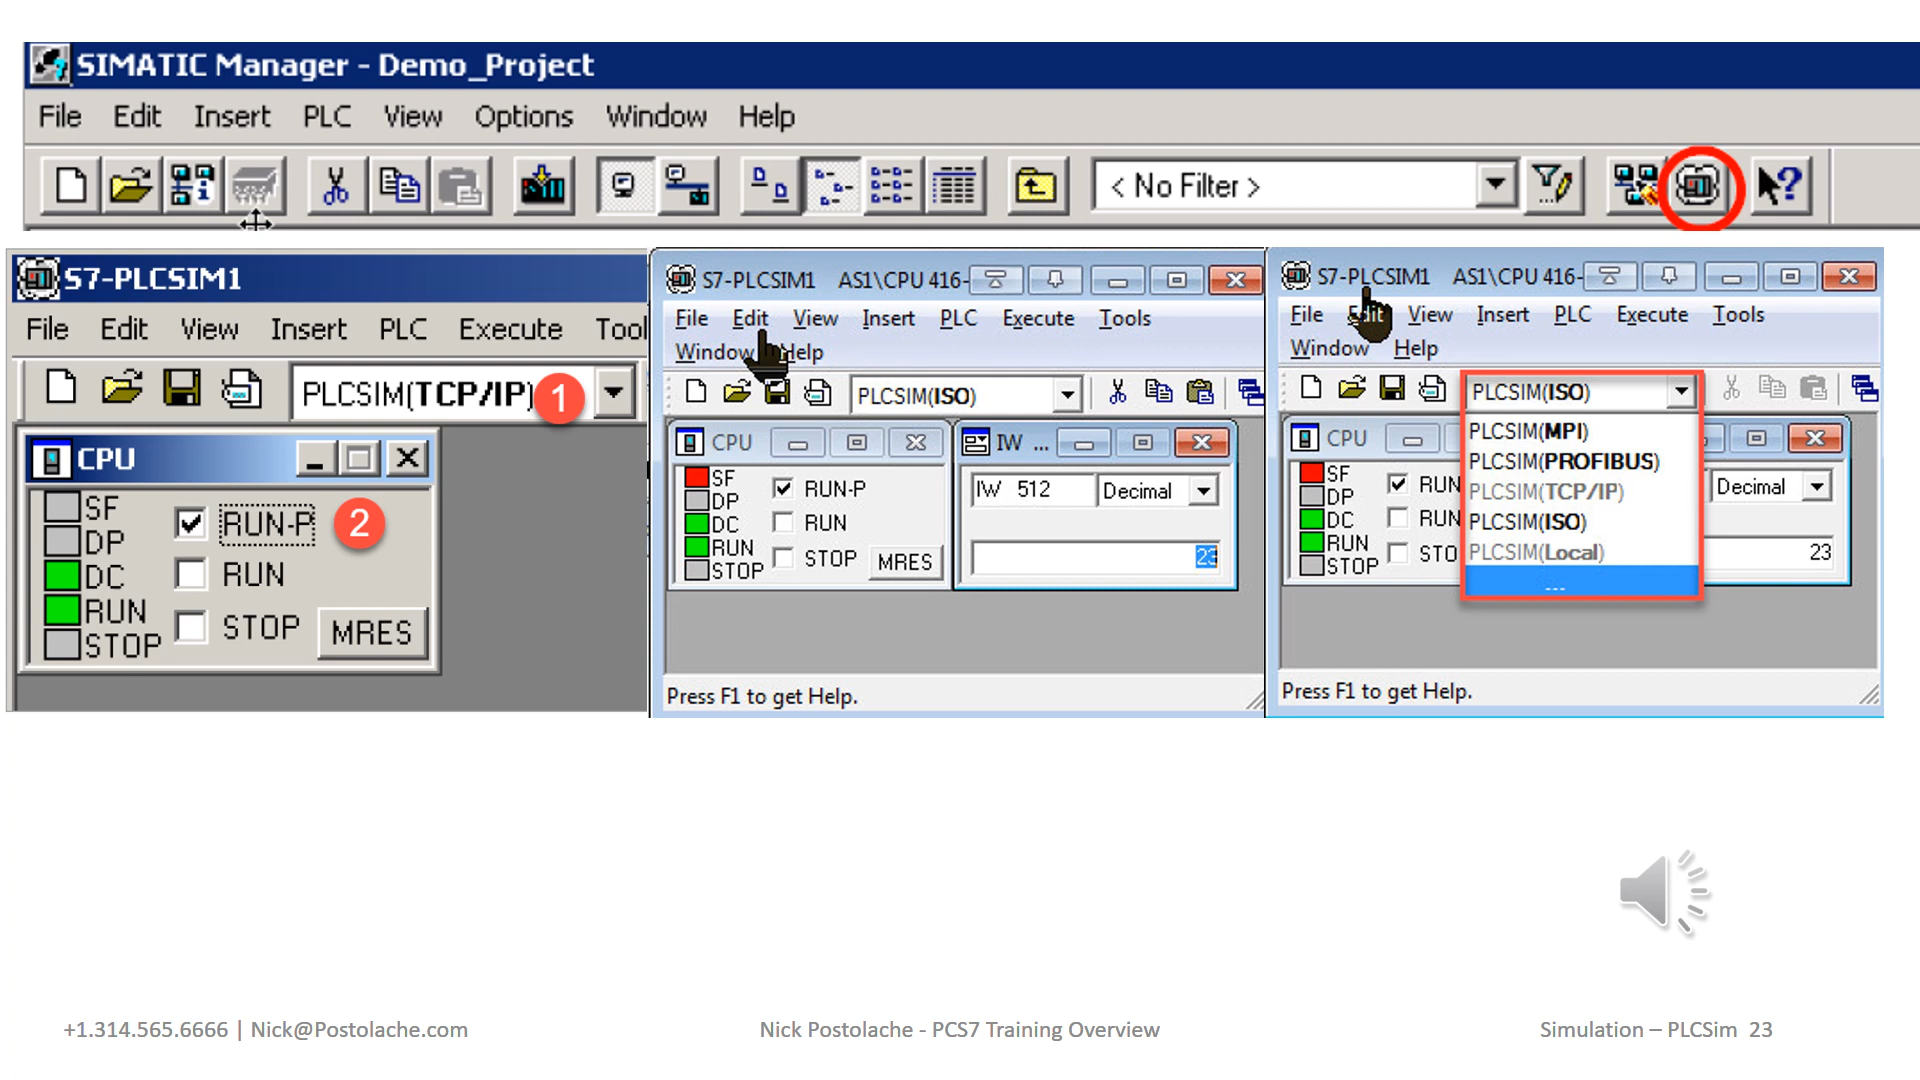 SIMATIC Manager - Demo_Project
File Edit Insert PLC View Options Window Help
< No Filter >
S7-PLCSIM1
File Edit View Insert PLC Execute Tool
PLCSIM(TCP/IP) 1
CPU
SF
DP
DC
RUN
STOP
RUN-P 2
RUN
STOP MRES
S7-PLCSIM1 AS1\CPU 416-
File Edit View Insert PLC Execute Tools
Window Help
PLCSIM(ISO)
CPU
SF
DP
DC
RUN
STOP
RUN-P
RUN
STOP MRES
IW ...
IW 512 Decimal
23
Press F1 to get Help.
S7-PLCSIM1 AS1\CPU 416-
File Edit View Insert PLC Execute Tools
Window Help
PLCSIM(ISO)
PLCSIM(MPI)
PLCSIM(PROFIBUS)
PLCSIM(TCP/IP)
PLCSIM(ISO)
PLCSIM(Local)
---
CPU
SF
DP
DC
RUN
STOP
RUN
RUN
STO
Decimal
23
Press F1 to get Help.
+1.314.565.6666 | Nick@Postolache.com
Nick Postolache - PCS7 Training Overview
Simulation – PLCSim 23